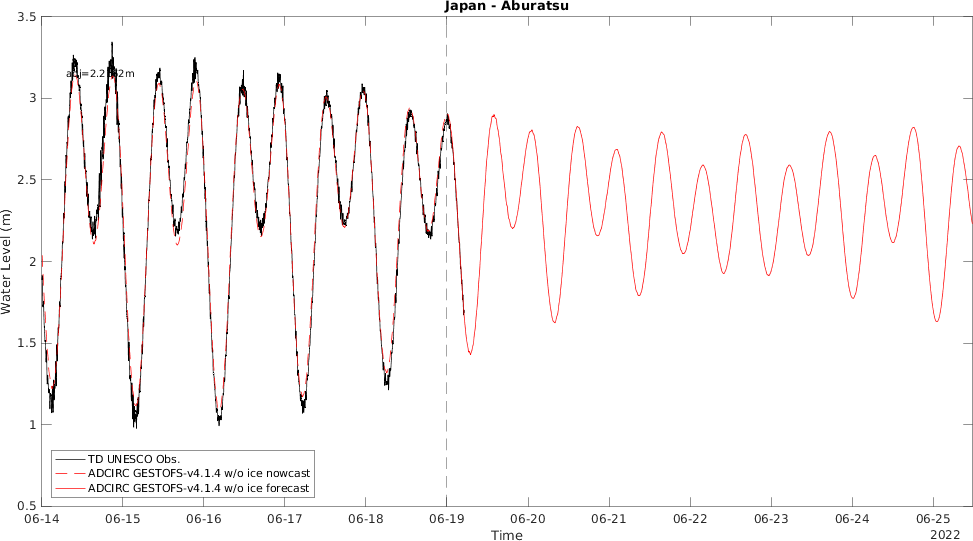 Japan - Aburatsu
3.5
3
2.5
2
1.5
1
0.5
Water Level (m)
TD UNESCO Obs.
ADCIRC GESTOFS-v4.1.4 w/o ice nowcast
ADCIRC GESTOFS-v4.1.4 w/o ice forecast
06-14 06-15 06-16 06-17 06-18 06-19 06-20 06-21 06-22 06-23 06-24 06-25
Time
2022